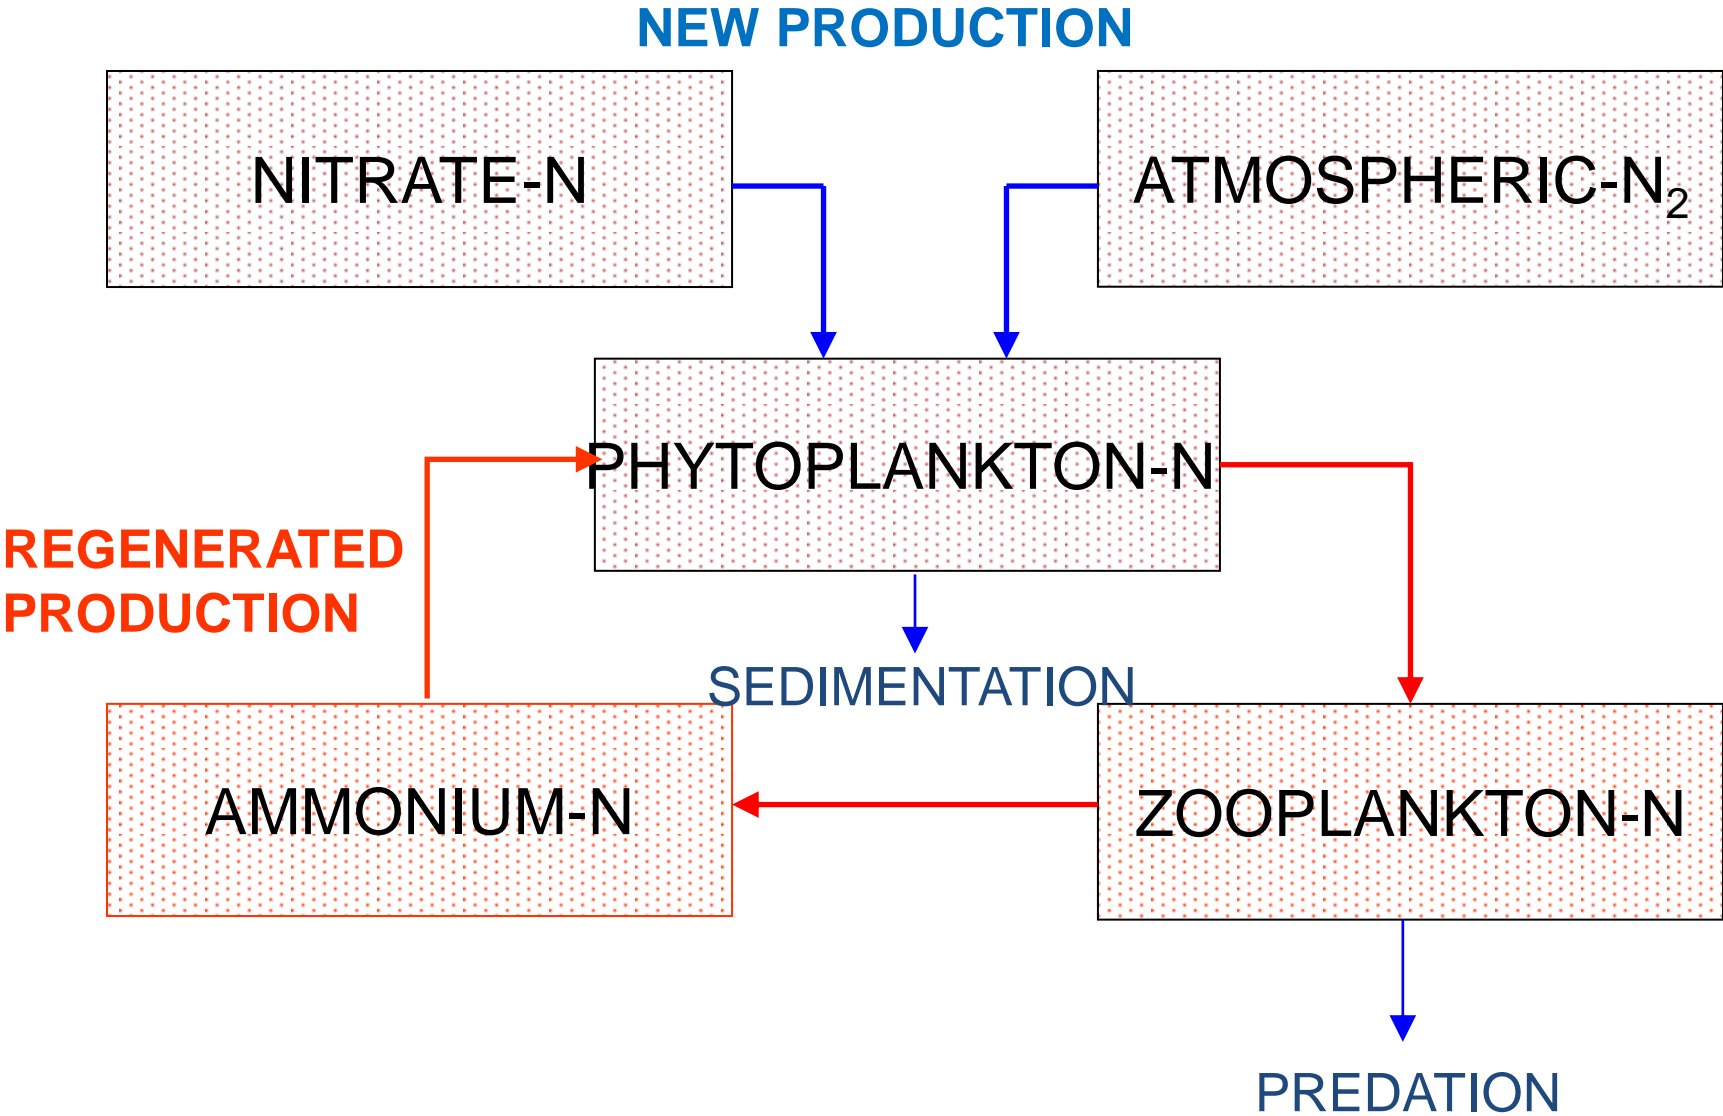 NEW PRODUCTION
NITRATE-N
ATMOSPHERIC-N₂
PHYTOPLANKTON-N
REGENERATED
PRODUCTION
SEDIMENTATION
AMMONIUM-N
ZOOPLANKTON-N
PREDATION